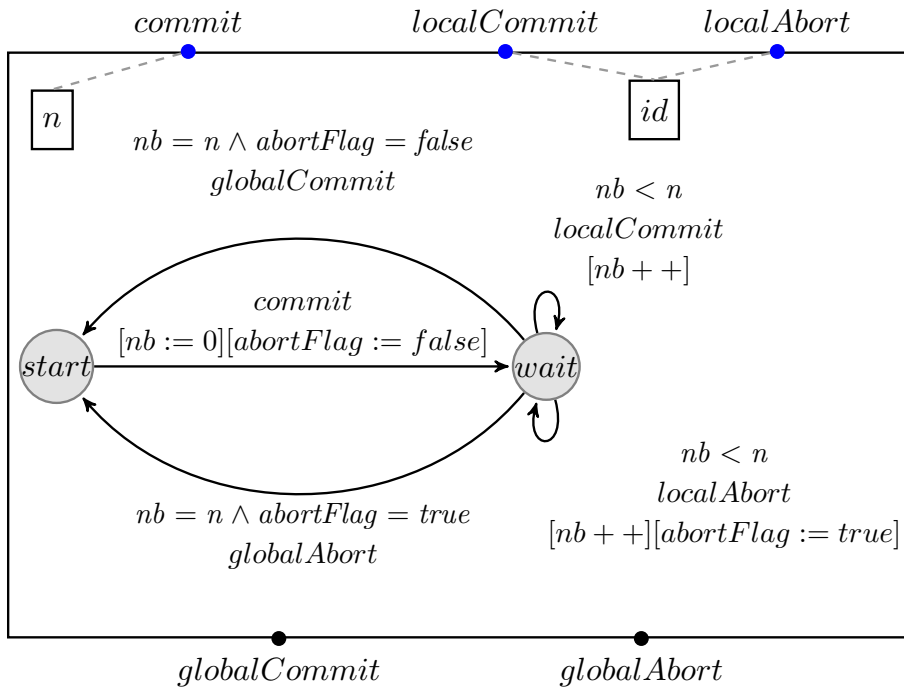 commit localCommit localAbort
n
id
nb = n ∧ abortFlag = false
globalCommit
nb < n
localCommit
[nb + +]
commit
[nb := 0][abortFlag := false]
start
wait
nb < n
localAbort
[nb + +][abortFlag := true]
nb = n ∧ abortFlag = true
globalAbort
globalCommit globalAbort